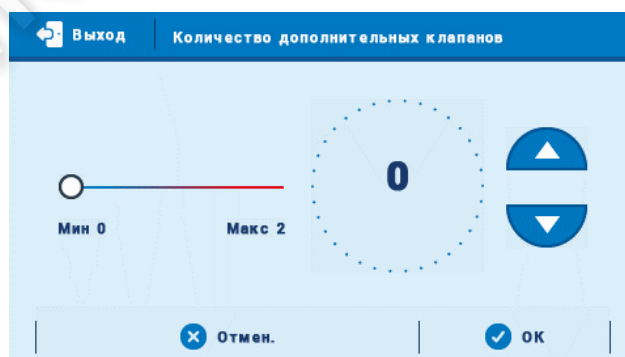 Выход
Количество дополнительных клапанов
0
Мин 0
Макс 2
Отмен.
OK